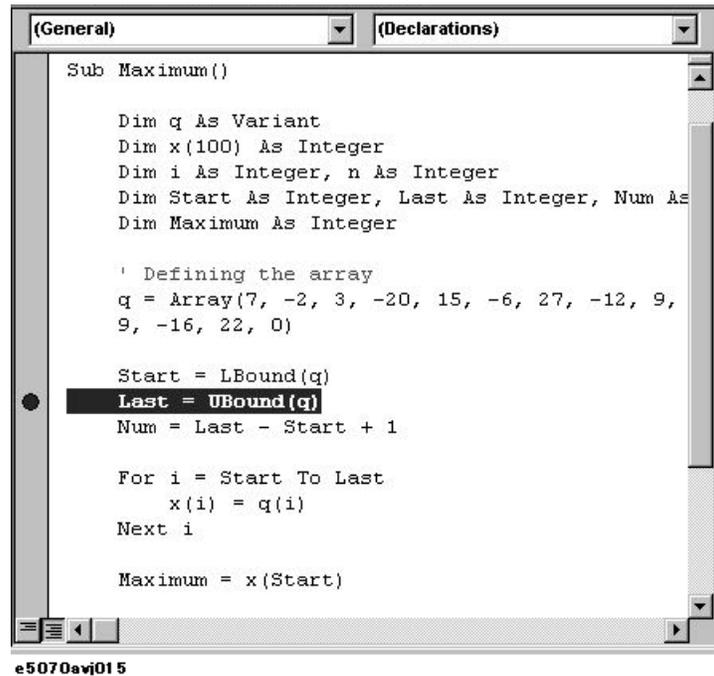 (General) (Declarations)
Sub Maximum()
Dim q As Variant
Dim x(100) As Integer
Dim i As Integer, n As Integer
Dim Start As Integer, Last As Integer, Num As
Dim Maximum As Integer
' Defining the array
q = Array(7, -2, 3, -20, 15, -6, 27, -12, 9,
9, -16, 22, 0)
Start = LBound(q)
Last = UBound(q)
Num = Last - Start + 1
For i = Start To Last
x(i) = q(i)
Next i
Maximum = x(Start)
e5070avj015